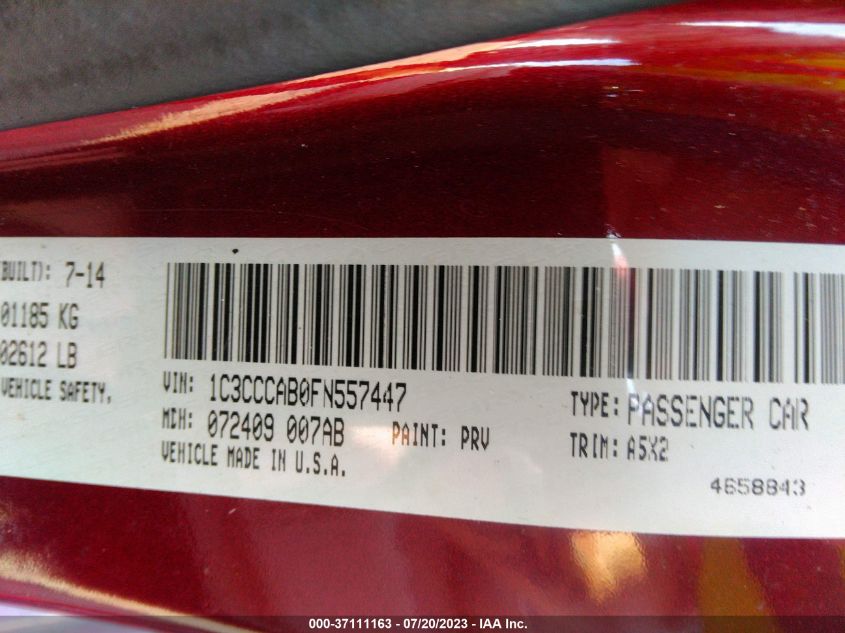 (BUILT): 7-14
01185 KG
02612 LB
VEHICLE SAFETY,
VIN: 1C3CCCAB0FN557447
MDH: 072409 007AB PAINT: PRV
VEHICLE MADE IN U.S.A.
TYPE: PASSENGER CAR
TRIM: A5X2
4658843
000-37111163 - 07/20/2023 - IAA Inc.